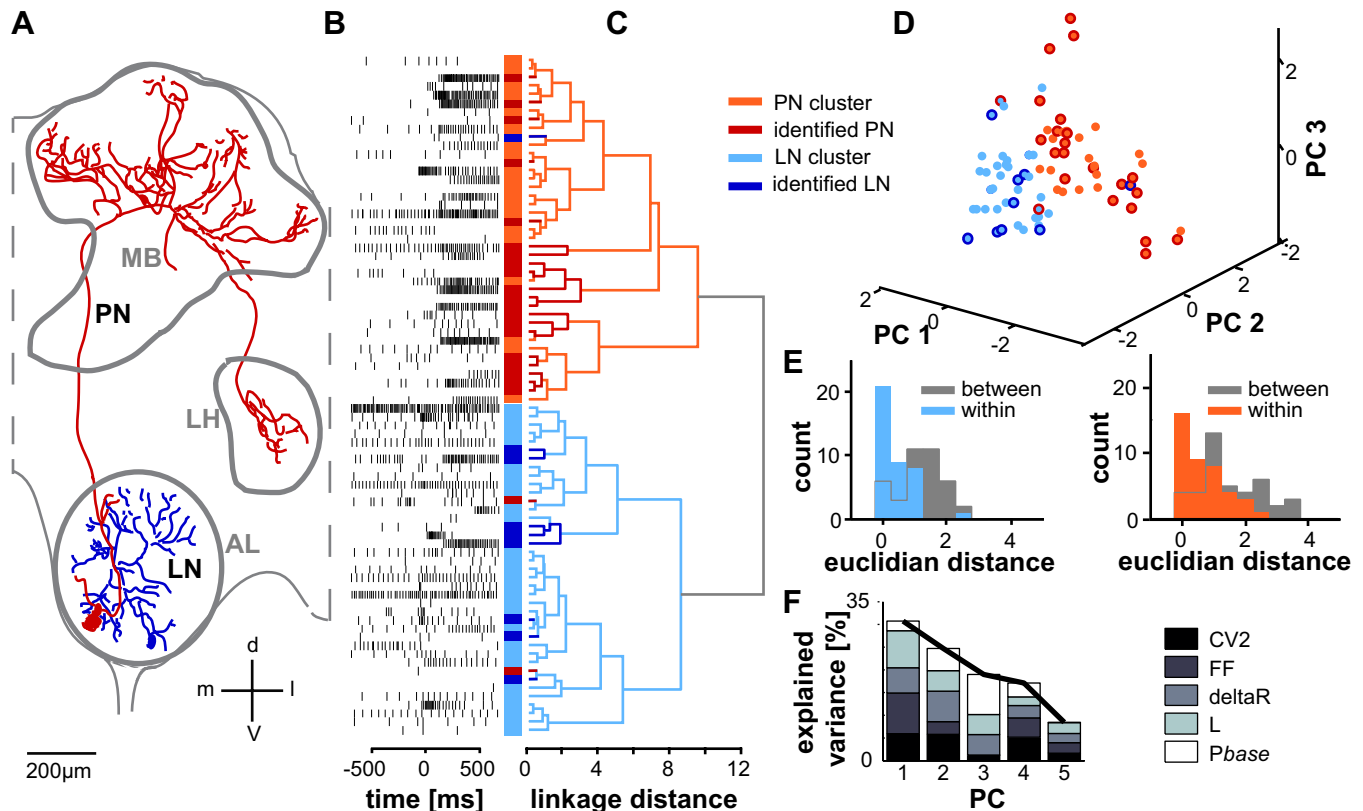 A
B
C
D
MB
PN
LH
AL
LN
d
m
l
V
200µm
-500
0
500
time [ms]
0
4
8
12
linkage distance
PN cluster
identified PN
LN cluster
identified LN
2
0
-2
PC 3
2
0
-2
PC 1
2
0
-2
PC 2
E
20
10
0
count
between
within
0
2
4
euclidian distance
20
10
0
count
between
within
0
2
4
euclidian distance
F
35
0
explained
variance [%]
1
2
3
4
5
PC
CV2
FF
deltaR
L
Pbase